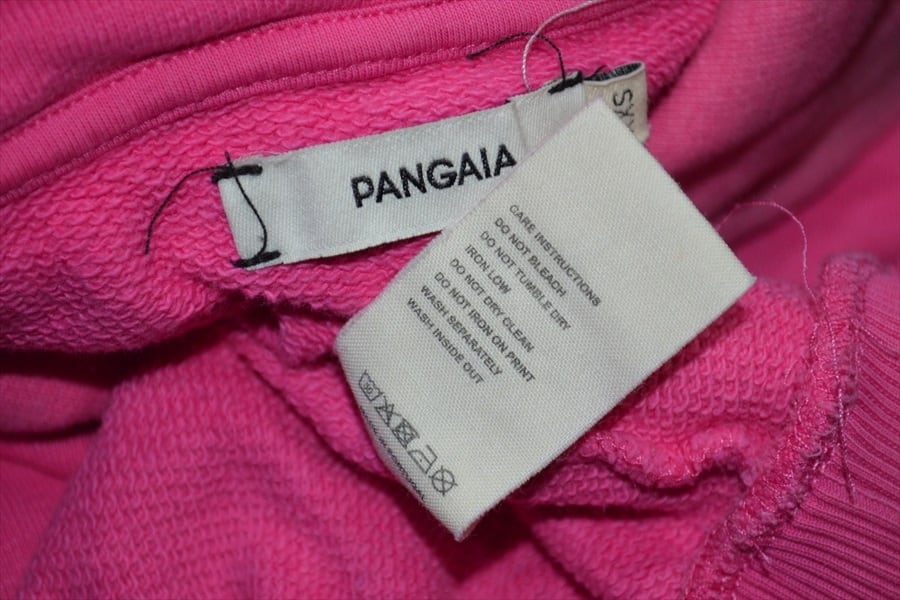 PANGAIA
CARE INSTRUCTIONS
DO NOT BLEACH
DO NOT TUMBLE DRY
IRON LOW
DO NOT DRY CLEAN
DO NOT IRON ON PRINT
WASH SEPARATELY
WASH INSIDE OUT
30